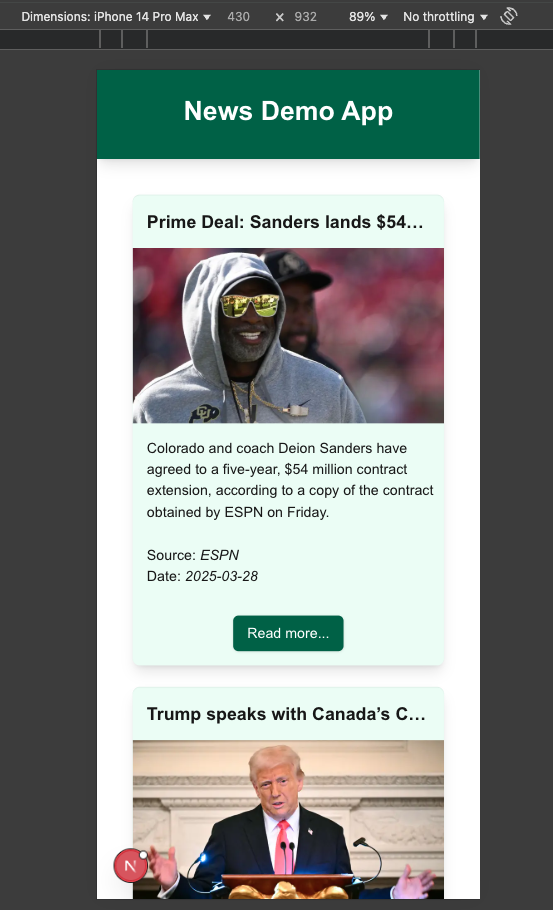 Dimensions: iPhone 14 Pro Max 430 × 932 89% No throttling
News Demo App
Prime Deal: Sanders lands $54...
CU
Colorado and coach Deion Sanders have
agreed to a five-year, $54 million contract
extension, according to a copy of the contract
obtained by ESPN on Friday.
Source: ESPN
Date: 2025-03-28
Read more...
Trump speaks with Canada’s C...
N